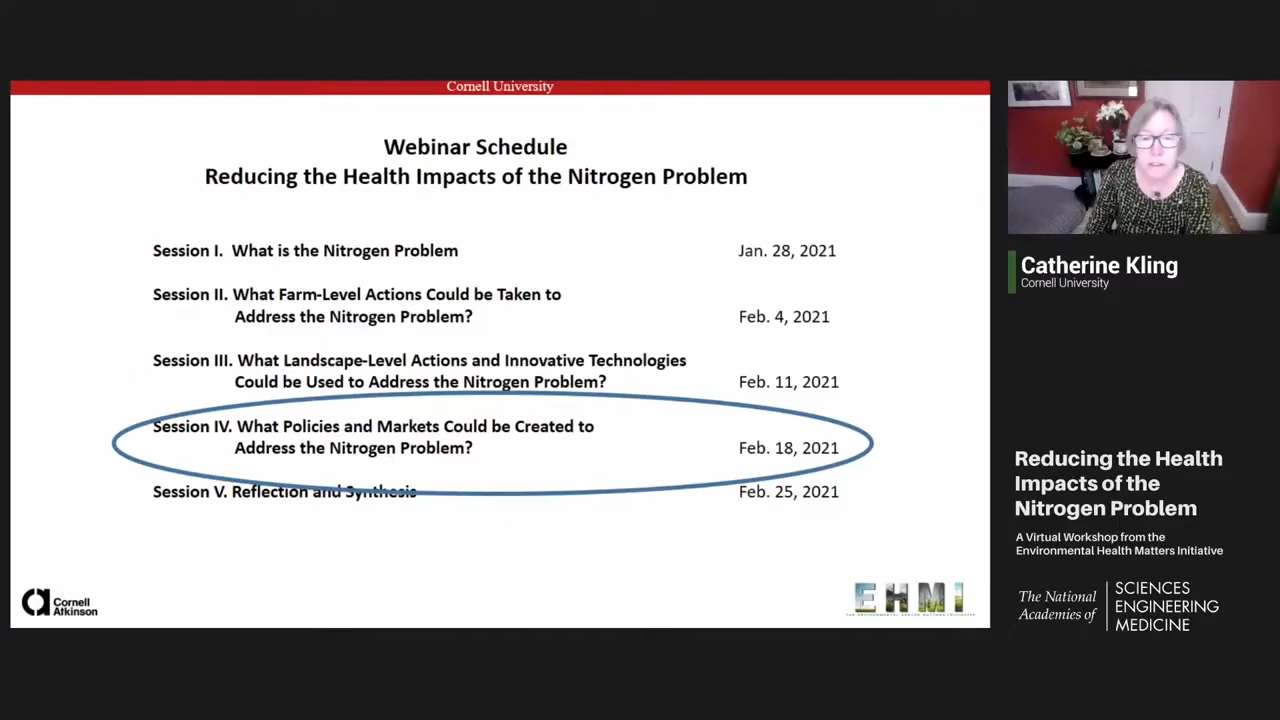 Cornell University
Webinar Schedule
Reducing the Health Impacts of the Nitrogen Problem
Session I. What is the Nitrogen Problem Jan. 28, 2021
Session II. What Farm-Level Actions Could be Taken to
Address the Nitrogen Problem? Feb. 4, 2021
Session III. What Landscape-Level Actions and Innovative Technologies
Could be Used to Address the Nitrogen Problem? Feb. 11, 2021
Session IV. What Policies and Markets Could be Created to
Address the Nitrogen Problem? Feb. 18, 2021
Session V. Reflection and Synthesis Feb. 25, 2021
Cornell
Atkinson
EHMI
THE ENVIRONMENTAL HEALTH MATTERS INITIATIVE
Catherine Kling
Cornell University
Reducing the Health
Impacts of the
Nitrogen Problem
A Virtual Workshop from the
Environmental Health Matters Initiative
The National
Academies of
SCIENCES
ENGINEERING
MEDICINE